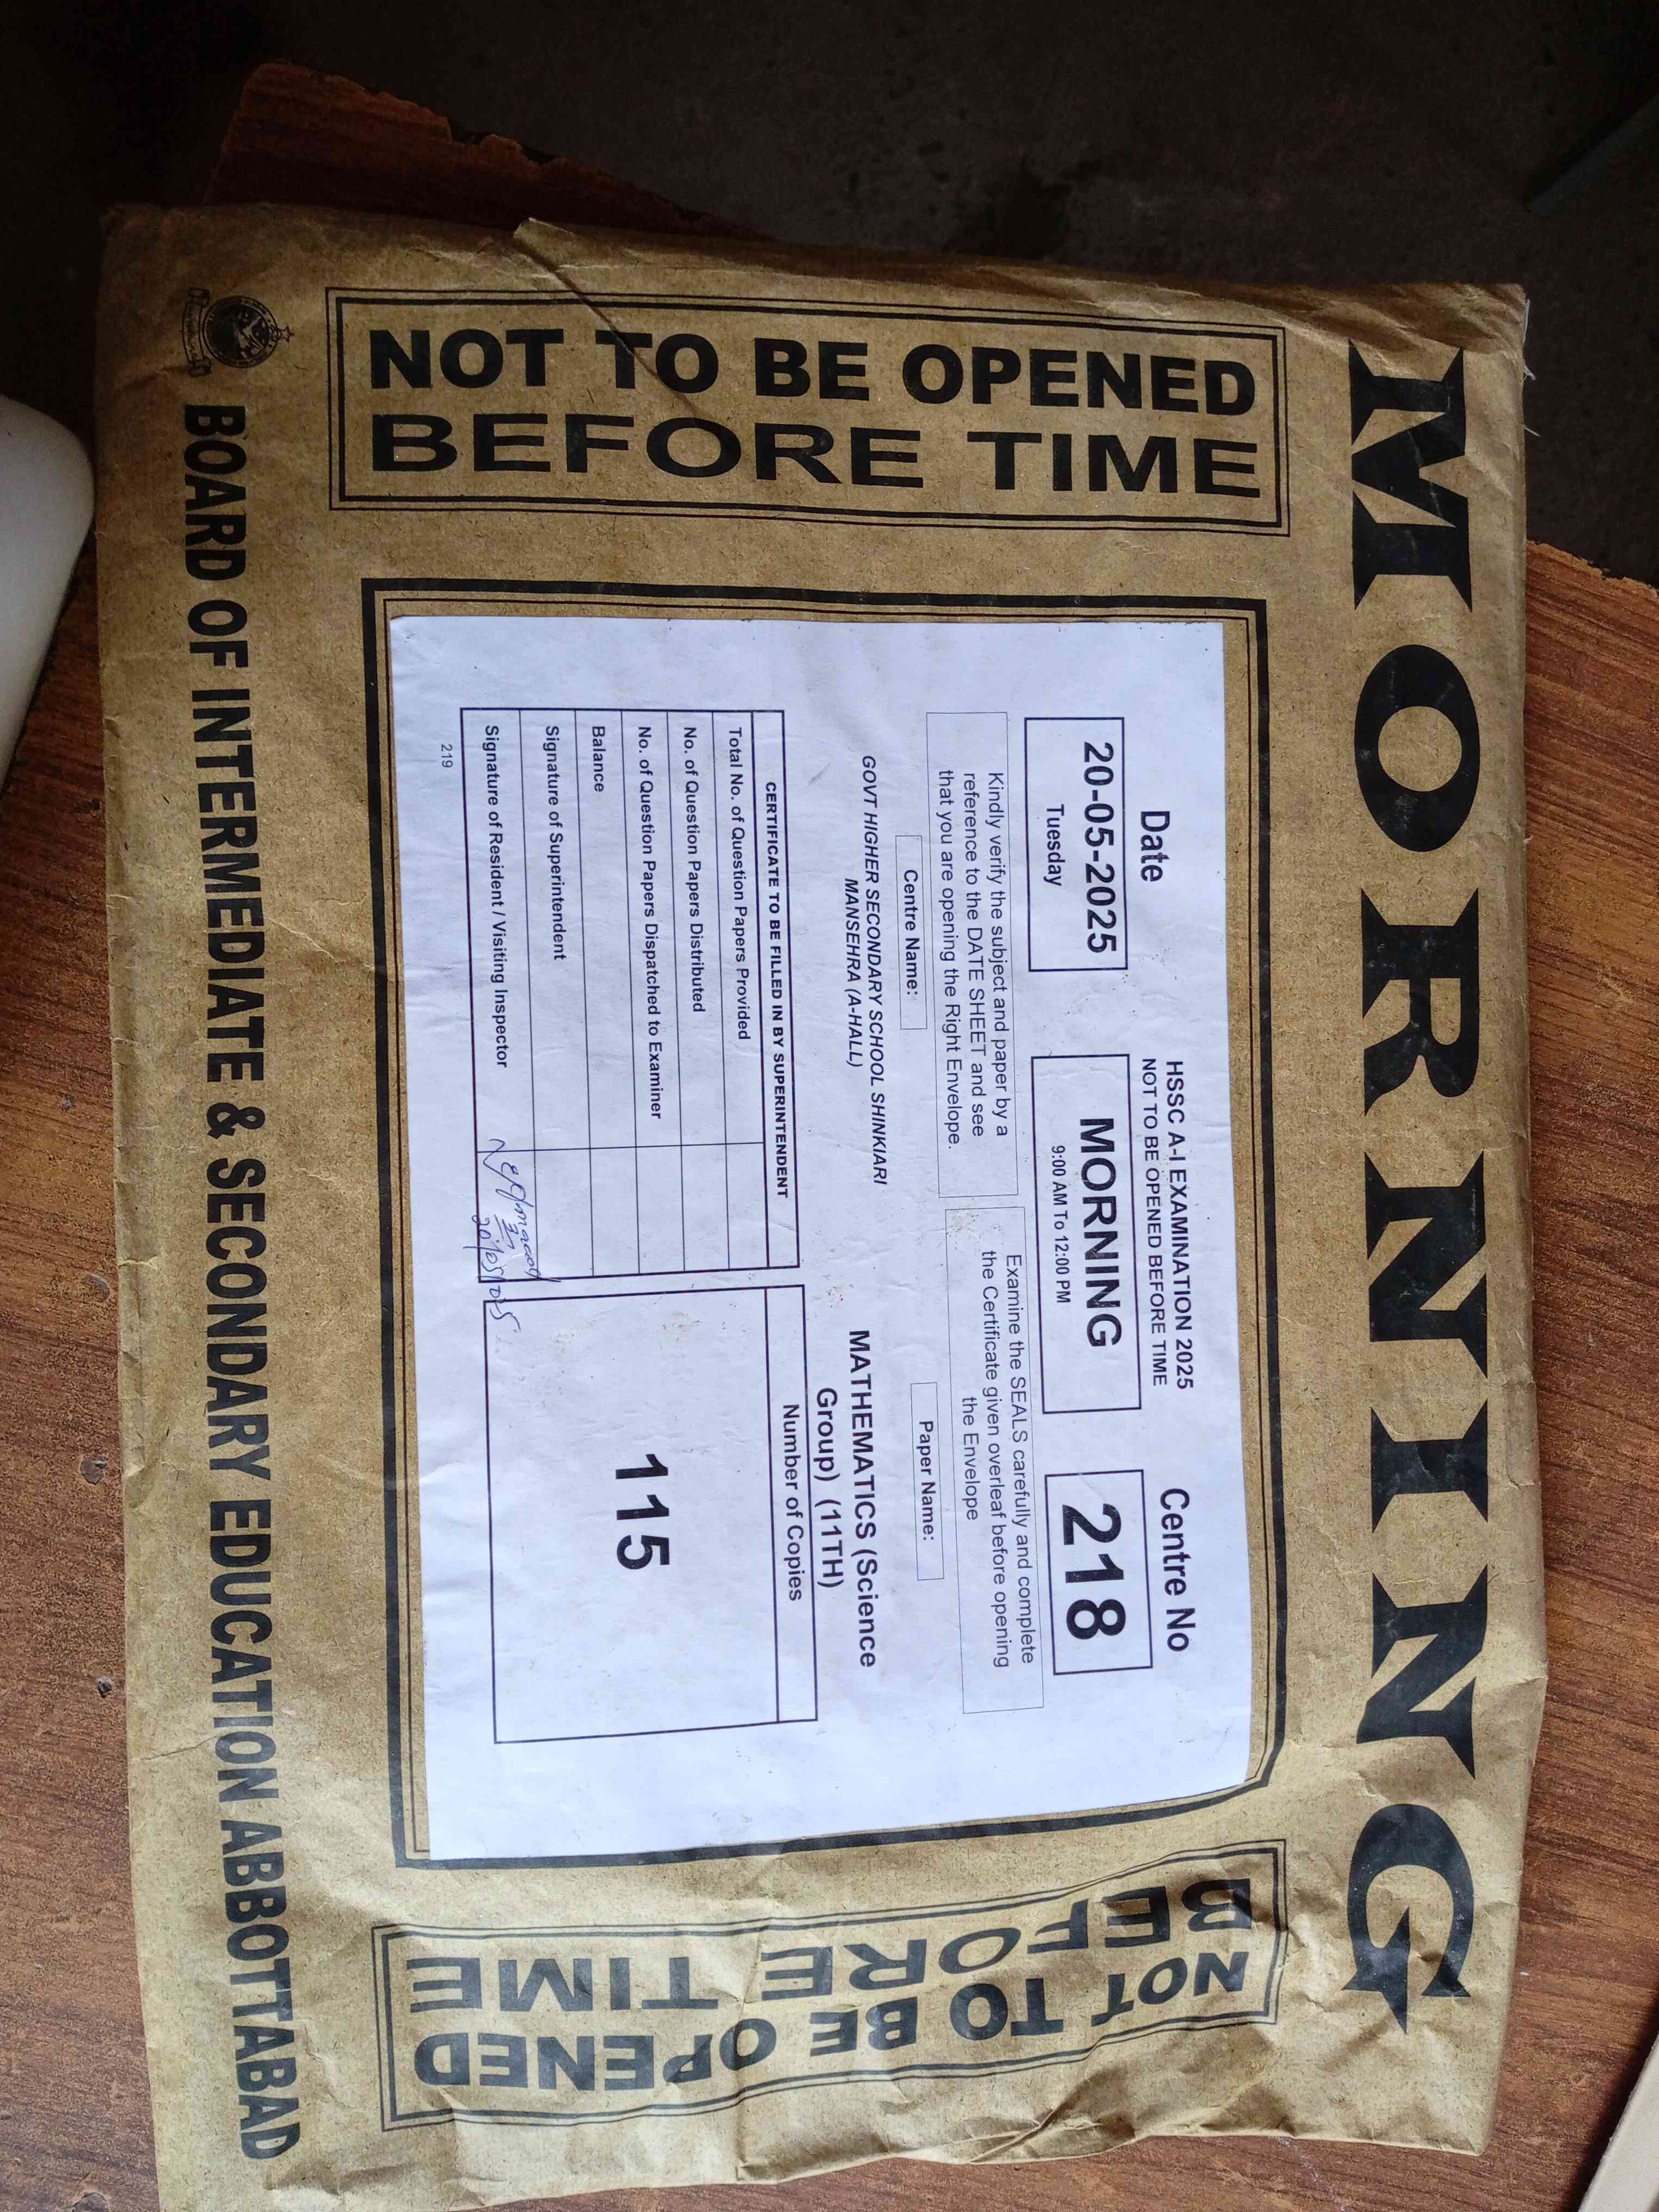 MORNING
NOT TO BE OPENED
BEFORE TIME
Date
20-05-2025
Tuesday
HSSC A-I EXAMINATION 2025
NOT TO BE OPENED BEFORE TIME
MORNING
9:00 AM To 12:00 PM
Centre No
218
Kindly verify the subject and paper by a
reference to the DATE SHEET and see
that you are opening the Right Envelope.
Examine the SEALS carefully and complete
the Certificate given overleaf before opening
the Envelope
Centre Name:
GOVT HIGHER SECONDARY SCHOOL SHINKIARI
MANSEHRA (A-HALL)
Paper Name:
MATHEMATICS (Science
Group) (11TH)
CERTIFICATE TO BE FILLED IN BY SUPERINTENDENT
Total No. of Question Papers Provided
No. of Question Papers Distributed
No. of Question Papers Dispatched to Examiner
Balance
Signature of Superintendent
Signature of Resident / Visiting Inspector
219
Number of Copies
115
NOT TO BE OPENED
BEFORE TIME
BOARD OF INTERMEDIATE & SECONDARY EDUCATION ABBOTTABAD